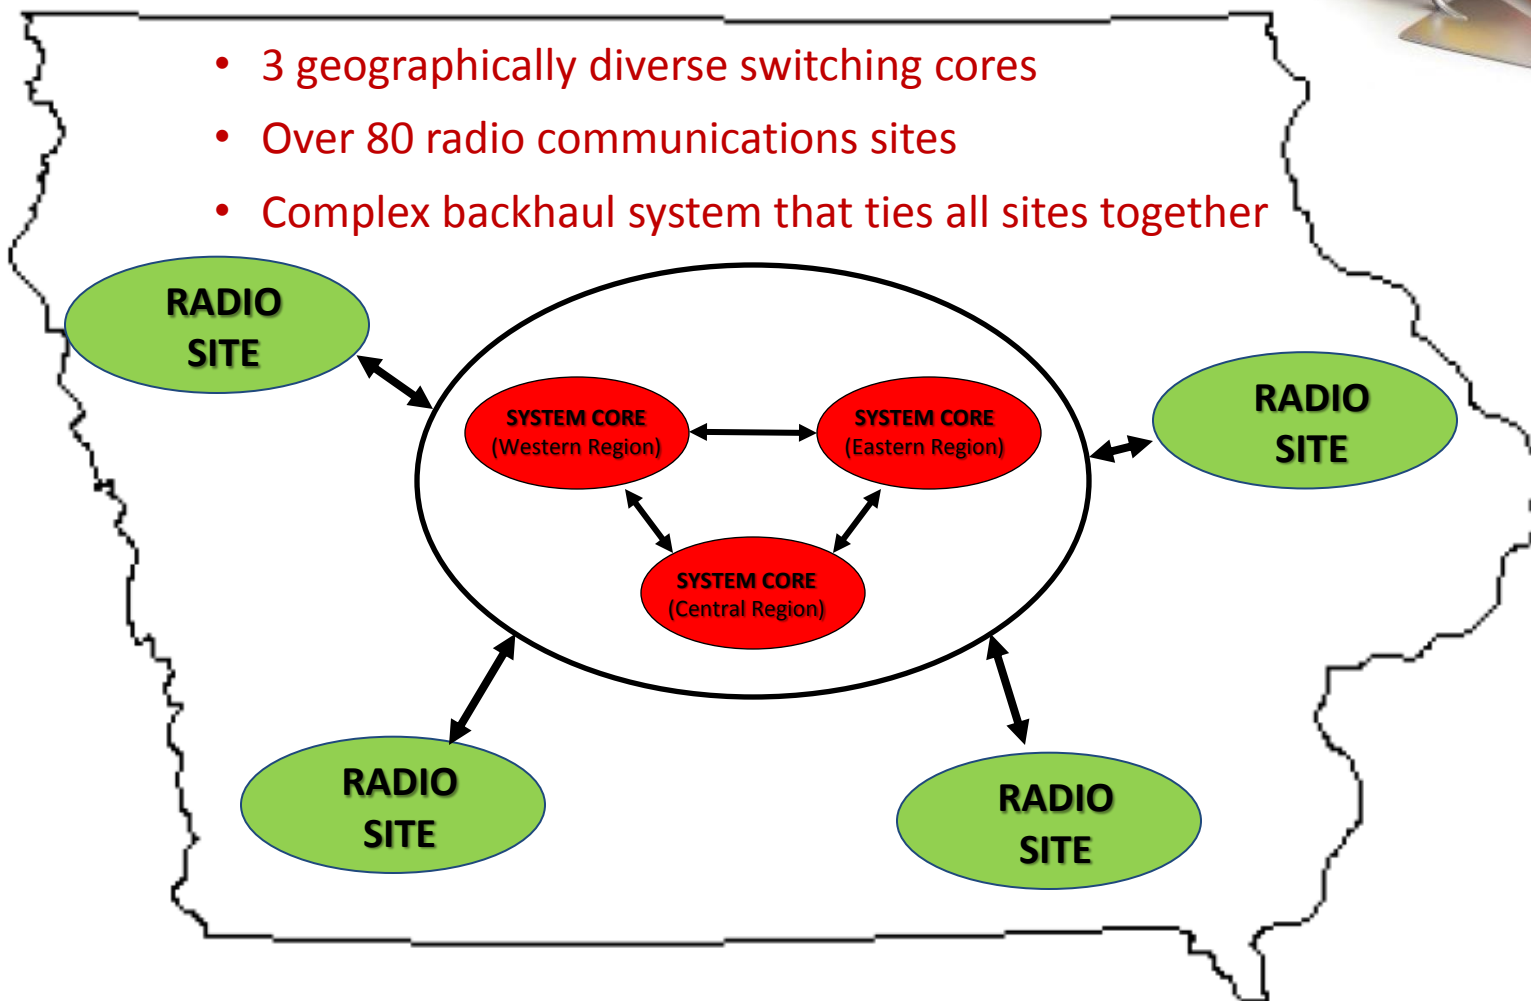 • 3 geographically diverse switching cores
• Over 80 radio communications sites
• Complex backhaul system that ties all sites together
RADIO
SITE
SYSTEM CORE
(Western Region)
SYSTEM CORE
(Eastern Region)
RADIO
SITE
SYSTEM CORE
(Central Region)
RADIO
SITE
RADIO
SITE